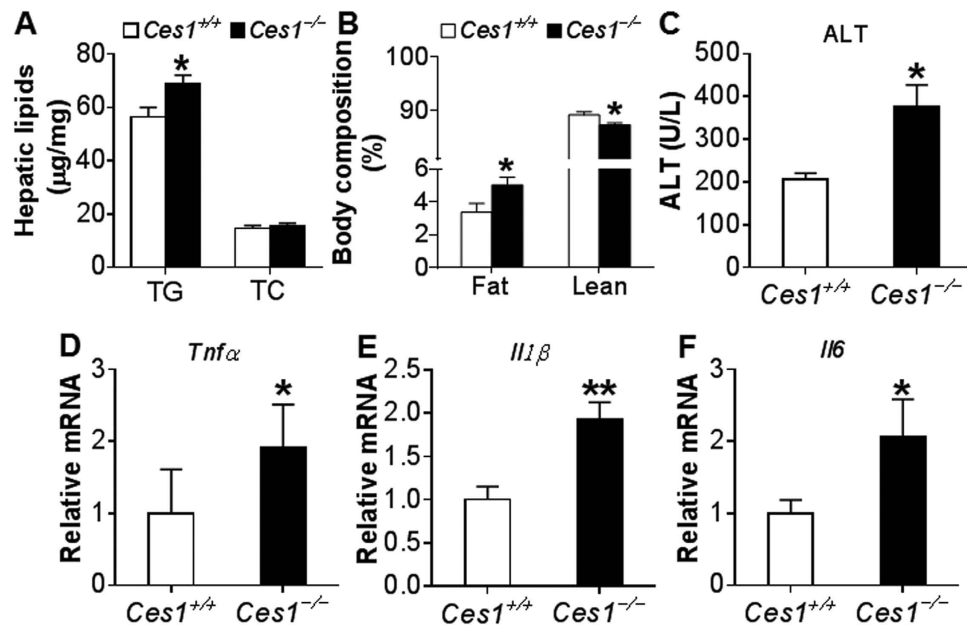 A
Ces1+/+ Ces1−/−
Hepatic lipids
(μg/mg)
80
60
40
20
0
*
TG TC
B
Ces1+/+ Ces1−/−
Body composition
(%)
90
6
4
2
0
* *
Fat Lean
C
ALT
ALT (U/L)
500
400
300
200
100
0
*
Ces1+/+ Ces1−/−
D
Tnfα
Relative mRNA
3
2
1
0
*
Ces1+/+ Ces1−/−
E
Il1β
Relative mRNA
2.5
2.0
1.5
1.0
0.5
0.0
**
Ces1+/+ Ces1−/−
F
Il6
Relative mRNA
3
2
1
0
*
Ces1+/+ Ces1−/−